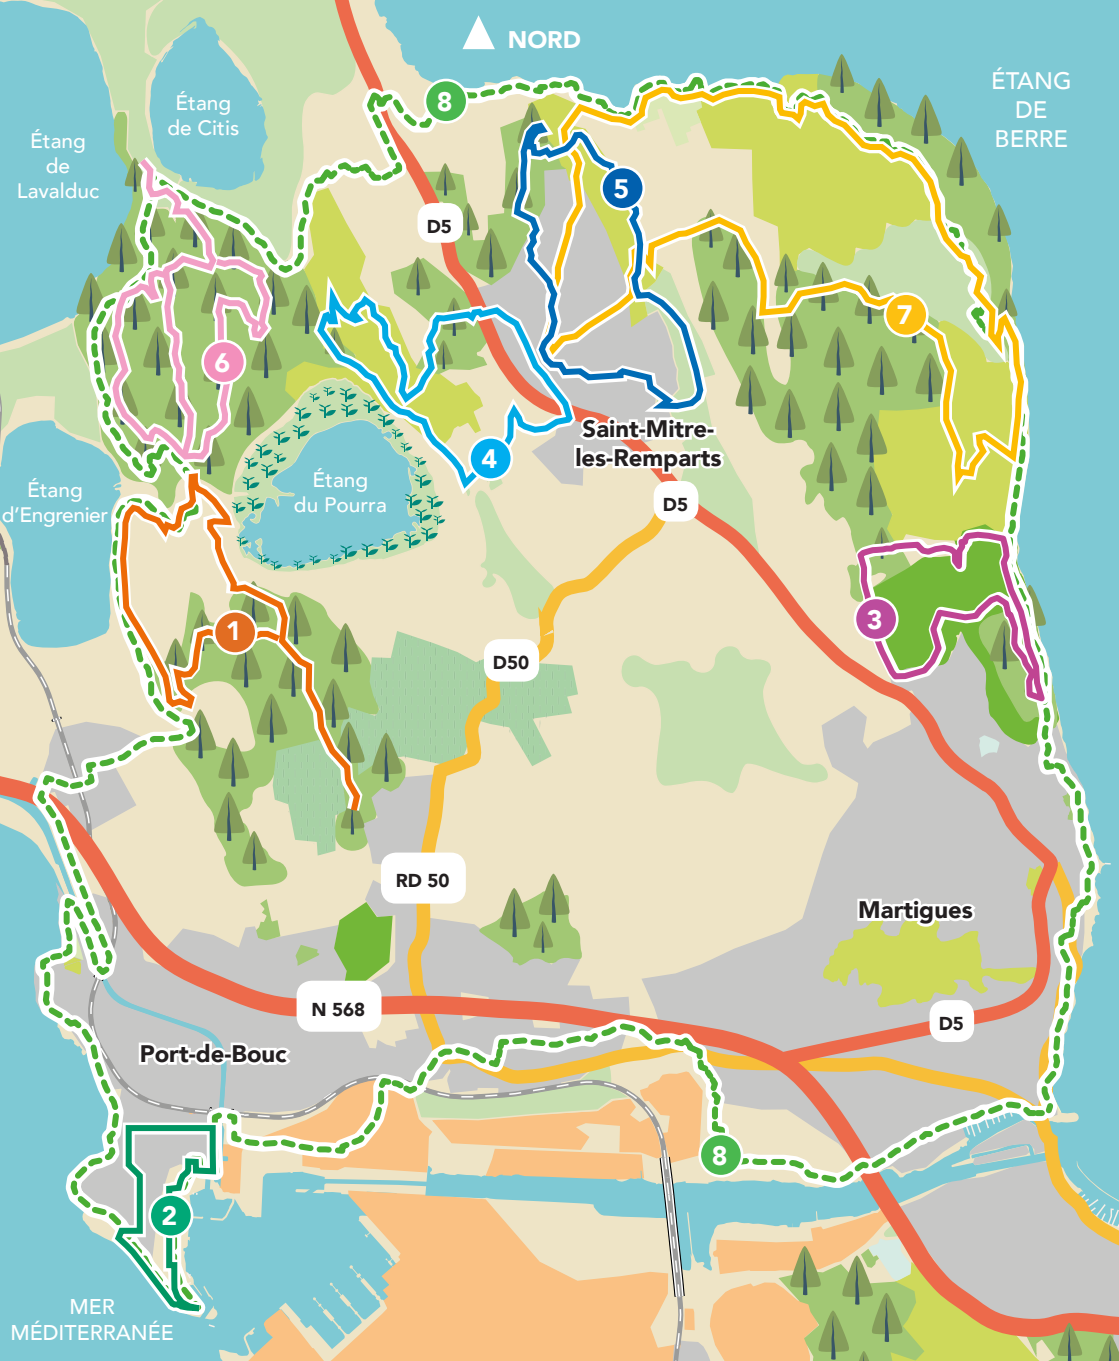 NORD
8
ÉTANG
DE
BERRE
Étang
de Citis
Étang
de
Lavalduc
5
D5
7
6
4
Saint-Mitre-
les-Remparts
Étang
du Pourra
Étang
d'Engrenier
D5
3
1
D50
RD 50
Martigues
N 568
D5
Port-de-Bouc
8
2
MER
MÉDITERRANÉE